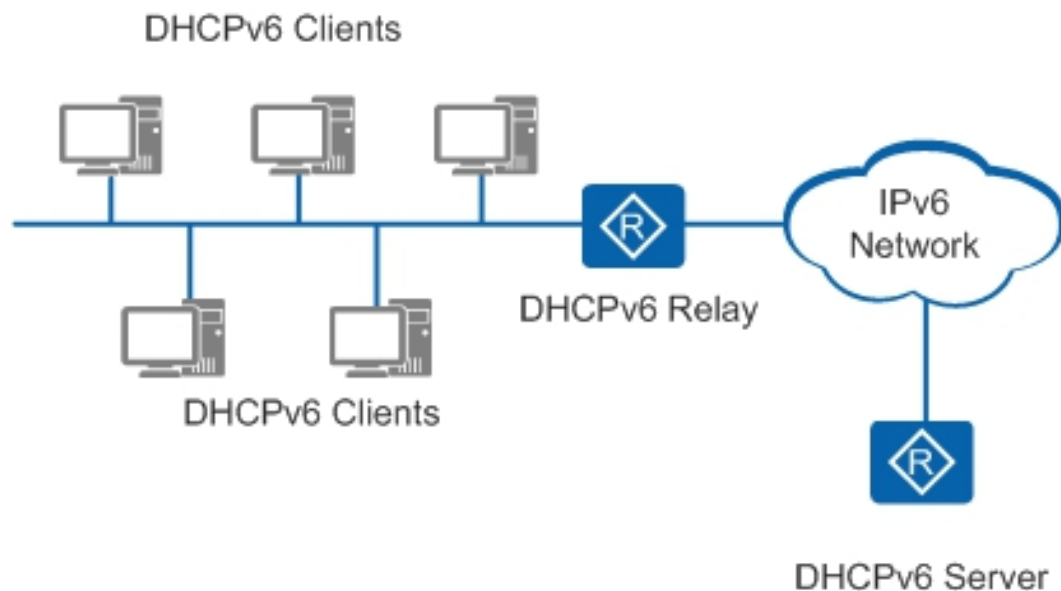 DHCPv6 Clients
R
IPv6
Network
DHCPv6 Relay
DHCPv6 Clients
R
DHCPv6 Server